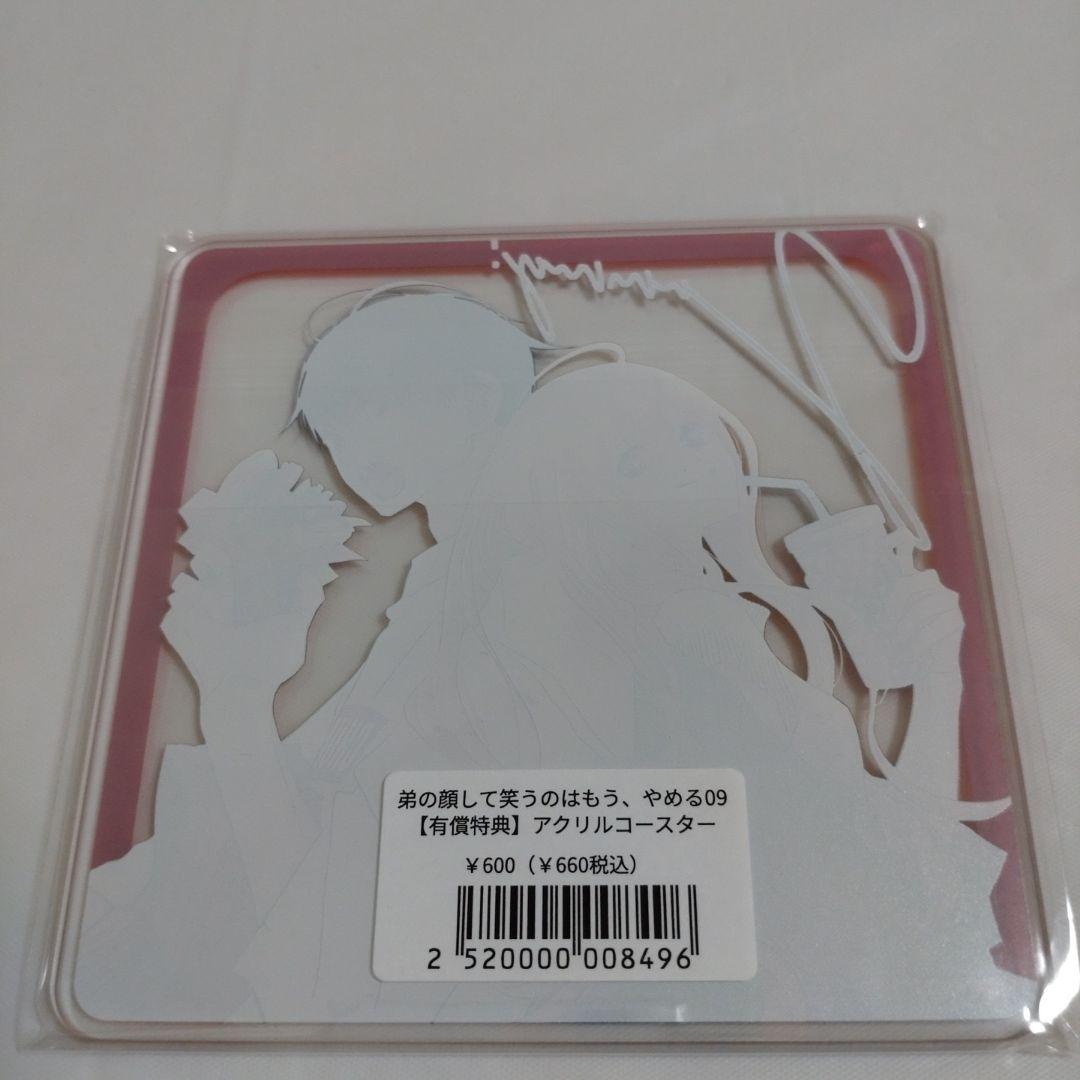 弟の顔して笑うのはもう、やめる09
【有償特典】アクリルコースター
￥600（￥660税込）
2 520000 008496